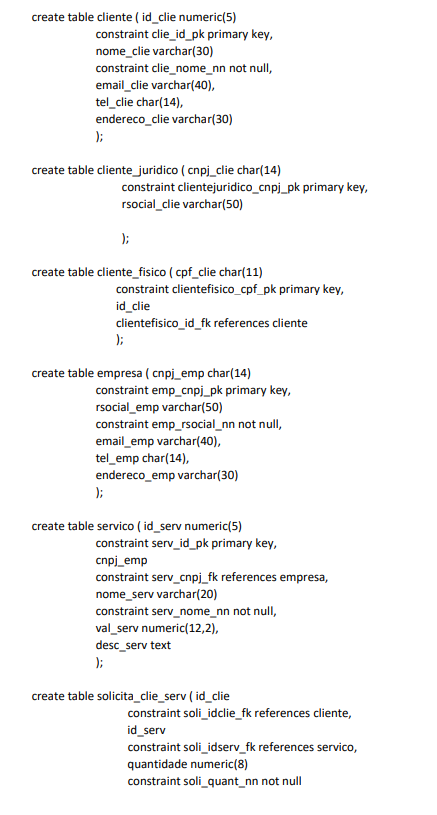 create table cliente ( id_clie numeric(5)
constraint clie_id_pk primary key,
nome_clie varchar(30)
constraint clie_nome_nn not null,
email_clie varchar(40),
tel_clie char(14),
endereco_clie varchar(30)
);
create table cliente_juridico ( cnpj_clie char(14)
constraint clientejuridico_cnpj_pk primary key,
rsocial_clie varchar(50)
);
create table cliente_fisico ( cpf_clie char(11)
constraint clientefisico_cpf_pk primary key,
id_clie
clientefisico_id_fk references cliente
);
create table empresa ( cnpj_emp char(14)
constraint emp_cnpj_pk primary key,
rsocial_emp varchar(50)
constraint emp_rsocial_nn not null,
email_emp varchar(40),
tel_emp char(14),
endereco_emp varchar(30)
);
create table servico ( id_serv numeric(5)
constraint serv_id_pk primary key,
cnpj_emp
constraint serv_cnpj_fk references empresa,
nome_serv varchar(20)
constraint serv_nome_nn not null,
val_serv numeric(12,2),
desc_serv text
);
create table solicita_clie_serv ( id_clie
constraint soli_idclie_fk references cliente,
id_serv
constraint soli_idserv_fk references servico,
quantidade numeric(8)
constraint soli_quant_nn not null